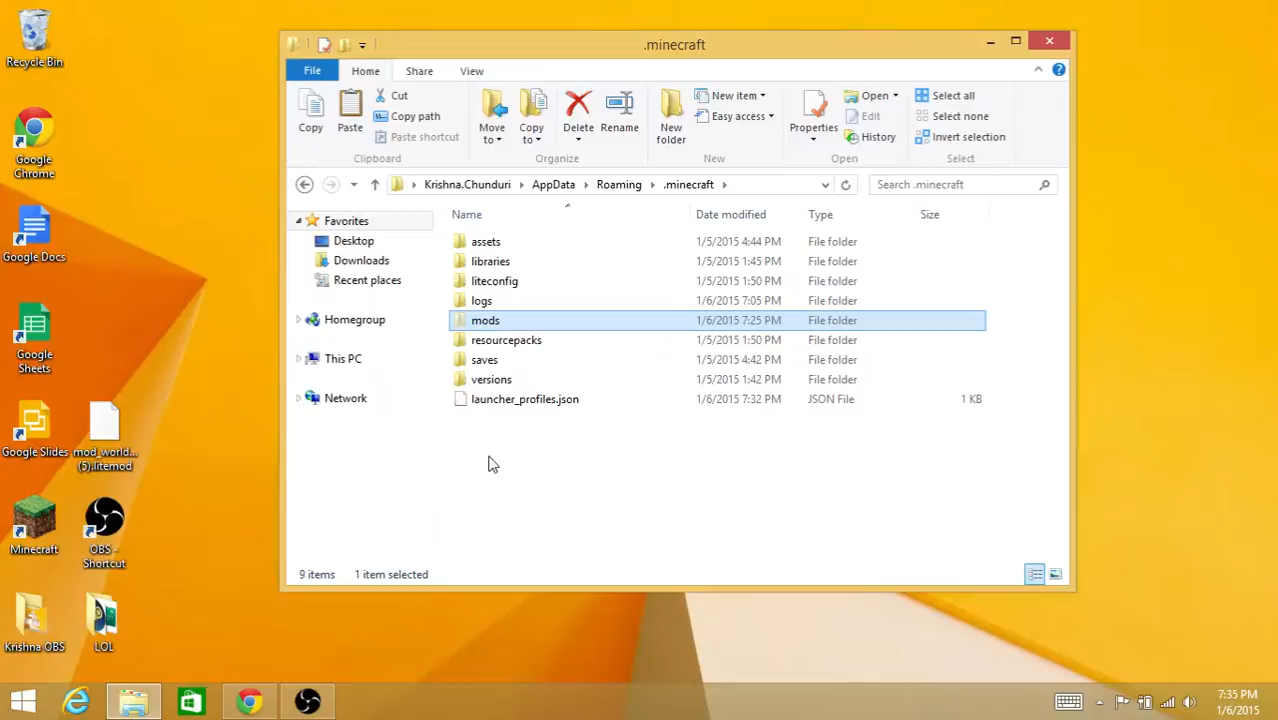 Recycle Bin
Google
Chrome
Google Docs
Google
Sheets
Google Slides
mod_world...
(5).litemod
Minecraft
OBS -
Shortcut
Krishna OBS
LOL
.minecraft
File
Home
Share
View
Copy
Paste
Cut
Copy path
Paste shortcut
Clipboard
Move
to
Copy
to
Delete
Rename
Organize
New
folder
New item
Easy access
New
Properties
Open
Edit
History
Open
Select all
Select none
Invert selection
Select
Krishna.Chunduri
AppData
Roaming
.minecraft
Search .minecraft
Favorites
Desktop
Downloads
Recent places
Homegroup
This PC
Network
Name Date modified Type Size
assets 1/5/2015 4:44 PM File folder
libraries 1/5/2015 1:45 PM File folder
liteconfig 1/5/2015 1:50 PM File folder
logs 1/6/2015 7:05 PM File folder
mods 1/6/2015 7:25 PM File folder
resourcepacks 1/5/2015 1:50 PM File folder
saves 1/5/2015 4:42 PM File folder
versions 1/5/2015 1:42 PM File folder
launcher_profiles.json 1/6/2015 7:32 PM JSON File 1 KB
9 items 1 item selected
7:35 PM
1/6/2015